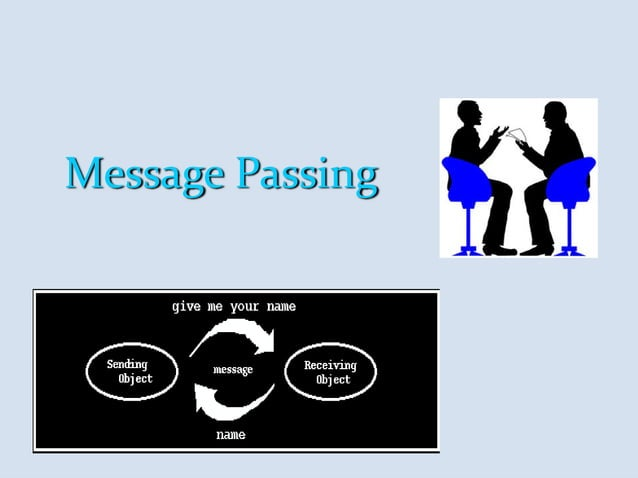 Message Passing
give me your name
Sending
Object
message
Receiving
Object
name